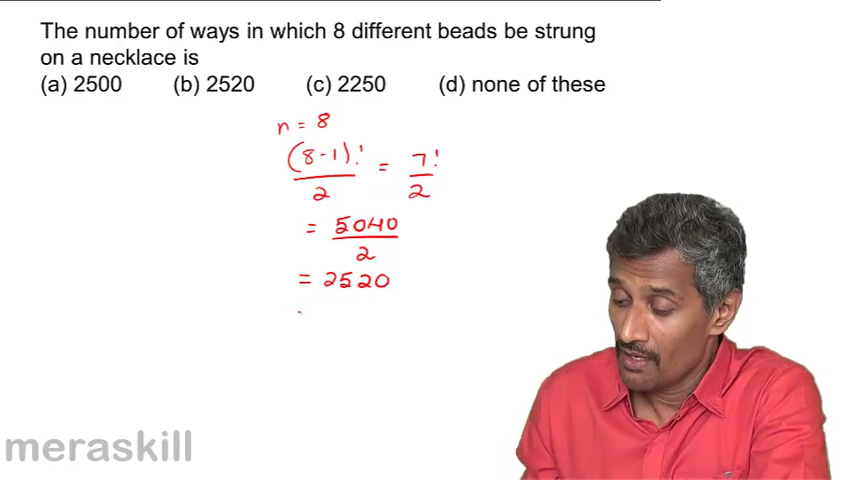 The number of ways in which 8 different beads be strung
on a necklace is
(a) 2500 (b) 2520 (c) 2250 (d) none of these
n = 8
(8-1)!/2 = 7!/2
= 5040/2
= 2520
meraskill